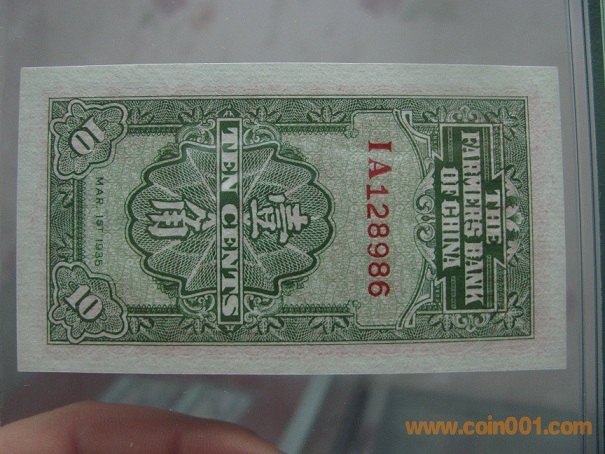 THE
FARMERS BANK
OF CHINA
IA128986
TEN CENTS
壹角
10
MAR. 1ST 1935
10
www.coin001.com